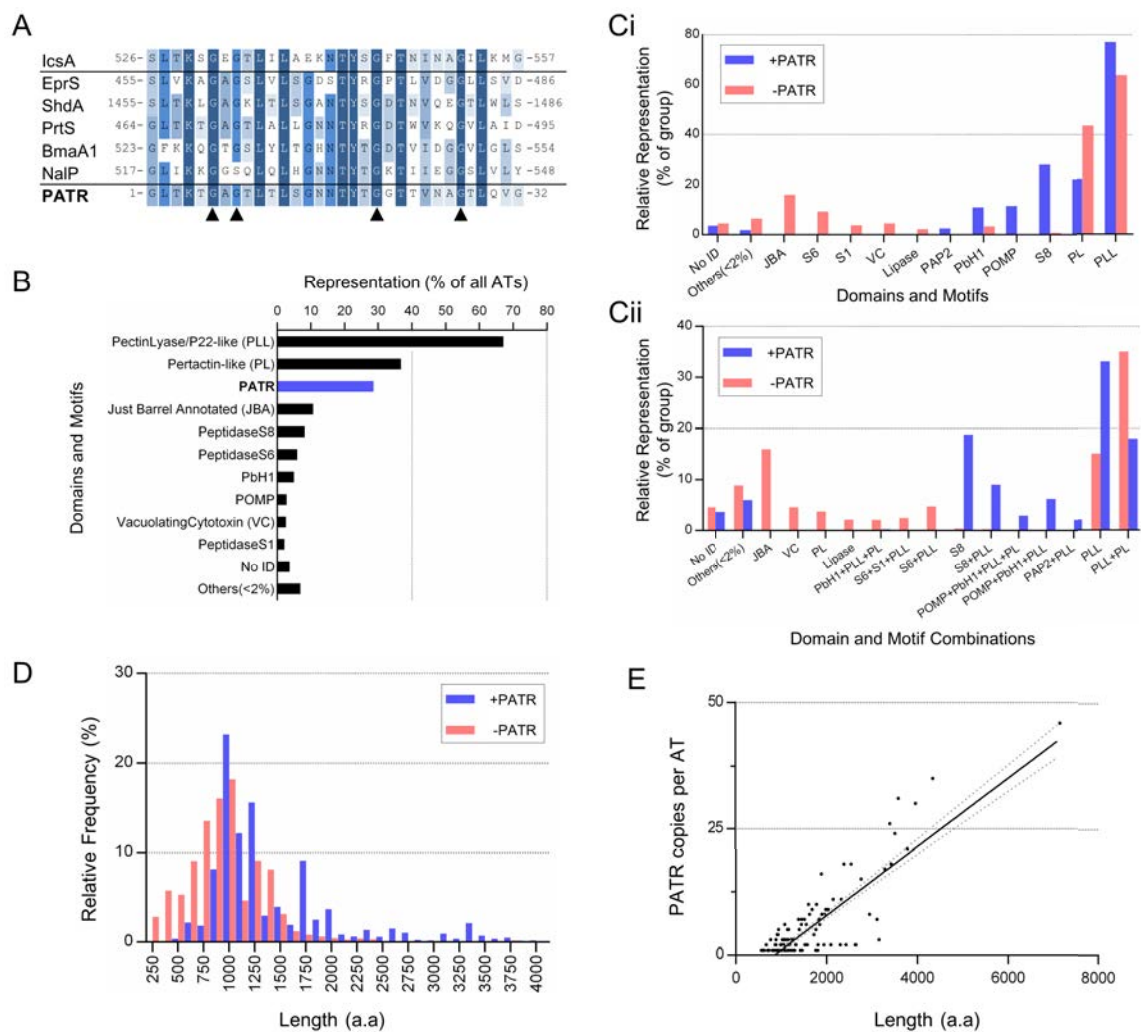 A
IcsA 526-SLTKSGEGTLILAEKNTYSGFTNINAGILKMG-557
EprS 455-SLVKAGAGSLVLSGDSTYRGPTLVDGGLLSVD-486
ShdA 1455-SLTKLGAGKLTLSGANTYSGDTNVQEGTLWLS-1486
PrtS 464-GLTKTGAGTLALLGNNTYRGDTWVKQGVLAID-495
BmaA1 523-GFKKQGTGSLYLTGHNTYTGDTVIDGGVLGLS-554
NalP 517-GLIKKGGSQLQLHGNNTYTGKTIIEGGSLVLY-548
PATR 1-GLTKTGAGTLTLSGNNTYTGGTTVNAGTLQVG-32
B
Representation (% of all ATs)
0 10 20 30 40 50 60 70 80
Domains and Motifs
PectinLyase/P22-like (PLL)
Pertactin-like (PL)
PATR
Just Barrel Annotated (JBA)
PeptidaseS8
PeptidaseS6
PbH1
POMP
VacuolatingCytotoxin (VC)
PeptidaseS1
No ID
Others(<2%)
Ci
Relative Representation
(% of group)
80
60
40
20
0
+PATR
-PATR
No ID Others(<2%) JBA S6 S1 VC Lipase PAP2 PbH1 POMP S8 PL PLL
Domains and Motifs
Cii
Relative Representation
(% of group)
40
30
20
10
0
+PATR
-PATR
No ID Others(<2%) JBA VC PL Lipase PbH1+PLL+PL S6+S1+PLL S6+PLL S8 S8+PLL POMP+PbH1+PLL+PL POMP+PbH1+PLL PAP2+PLL PLL PLL+PL
Domain and Motif Combinations
D
Relative Frequency (%)
30
20
10
0
+PATR
-PATR
250 500 750 1000 1250 1500 1750 2000 2250 2500 2750 3000 3250 3500 3750 4000
Length (a.a)
E
PATR copies per AT
50
25
0
0 2000 4000 6000 8000
Length (a.a)